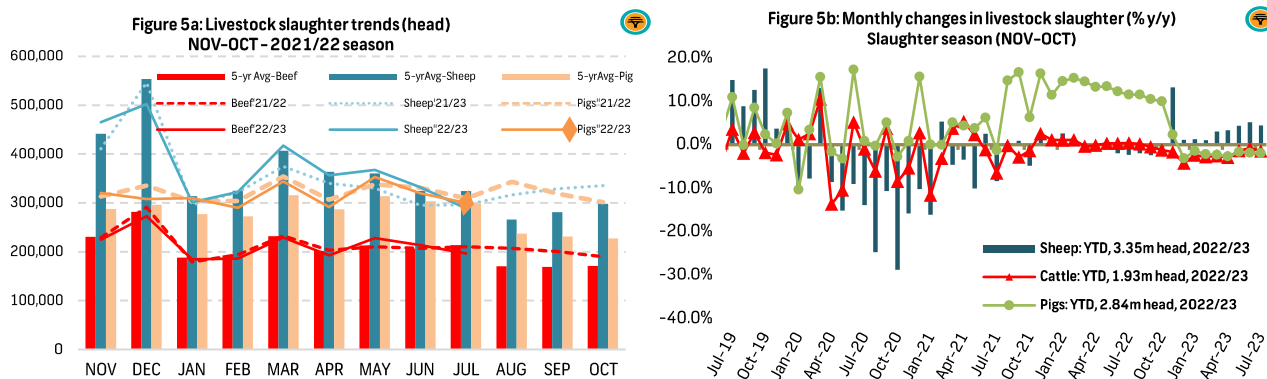 Figure 5a: Livestock slaughter trends (head)
NOV-OCT - 2021/22 season
600,000
500,000
400,000
300,000
200,000
100,000
0
5-yr Avg-Beef
5-yrAvg-Sheep
5-yrAvg-Pig
Beef'21/22
Sheep'21/23
Pigs"21/22
Beef'22/23
Sheep"22/23
Pigs"22/23
NOV DEC JAN FEB MAR APR MAY JUN JUL AUG SEP OCT
Figure 5b: Monthly changes in livestock slaughter (% y/y)
Slaughter season (NOV-OCT)
20.0%
10.0%
0.0%
-10.0%
-20.0%
-30.0%
-40.0%
Sheep: YTD, 3.35m head, 2022/23
Cattle: YTD, 1.93m head, 2022/23
Pigs: YTD, 2.84m head, 2022/23
Jul-19 Oct-19 Jan-20 Apr-20 Jul-20 Oct-20 Jan-21 Apr-21 Jul-21 Oct-21 Jan-22 Apr-22 Jul-22 Oct-22 Jan-23 Apr-23 Jul-23